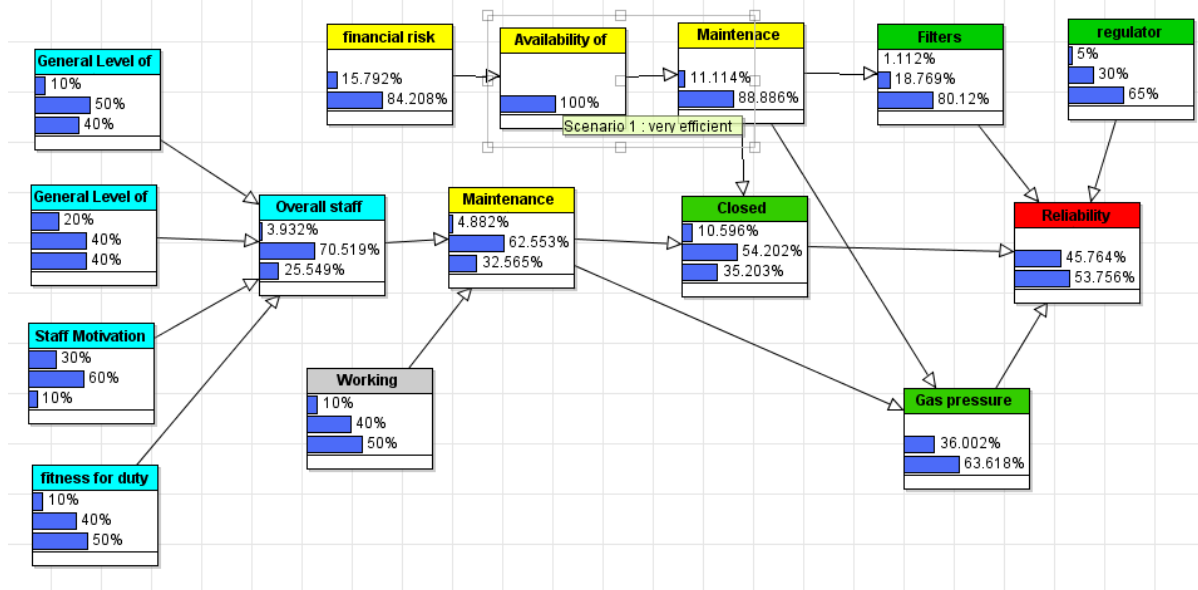 General Level of
10%
50%
40%
financial risk
15.792%
84.208%
Availability of
100%
Scenario 1 : very efficient
Maintenace
11.114%
88.886%
Filters
1.112%
18.769%
80.12%
regulator
5%
30%
65%
General Level of
20%
40%
40%
Overall staff
3.932%
70.519%
25.549%
Maintenance
4.882%
62.553%
32.565%
Closed
10.596%
54.202%
35.203%
Reliability
45.764%
53.756%
Staff Motivation
30%
60%
10%
Working
10%
40%
50%
Gas pressure
36.002%
63.618%
fitness for duty
10%
40%
50%